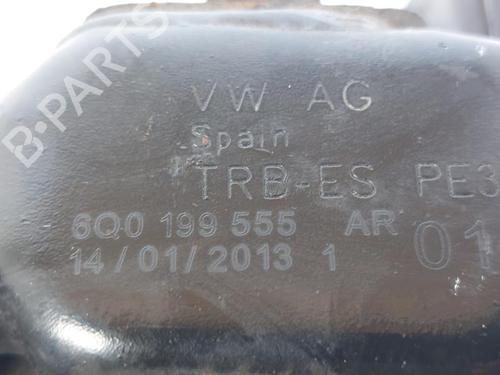 B-PARTS
VW AG
Spain
TRB-ES PE3
6Q0 199 555 AR 01
14/01/2013 1